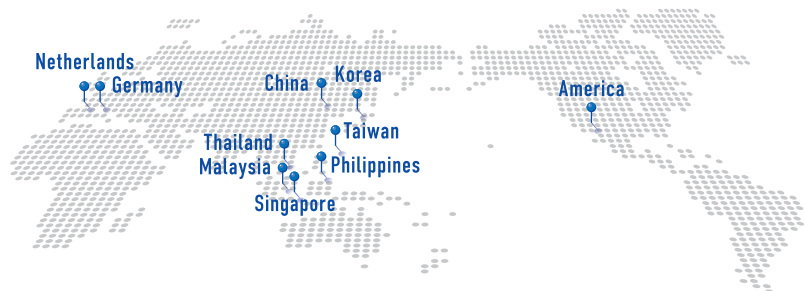 Netherlands
Germany
China
Korea
America
Thailand
Taiwan
Malaysia
Philippines
Singapore